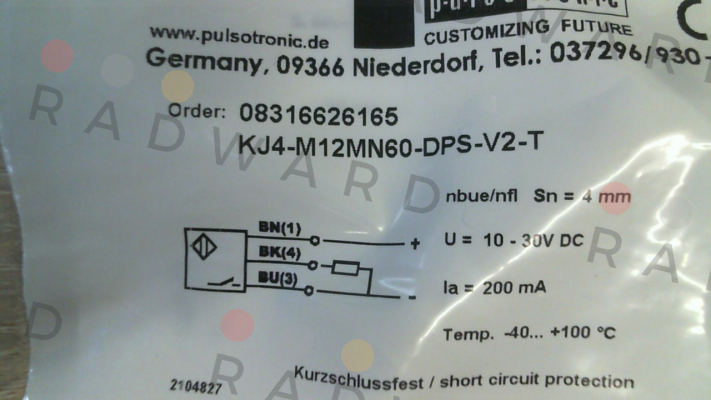 www.pulsotronic.de
CUSTOMIZING FUTURE
Germany, 09366 Niederdorf, Tel.: 037296/930-
Order: 08316626165
KJ4-M12MN60-DPS-V2-T
nbue/nfl Sn = 4 mm
BN(1)
+
U = 10 - 30V DC
BK(4)
BU(3)
-
Ia = 200 mA
Temp. -40... +100 °C
Kurzschlussfest / short circuit protection
2104827
RADWARD
RAD